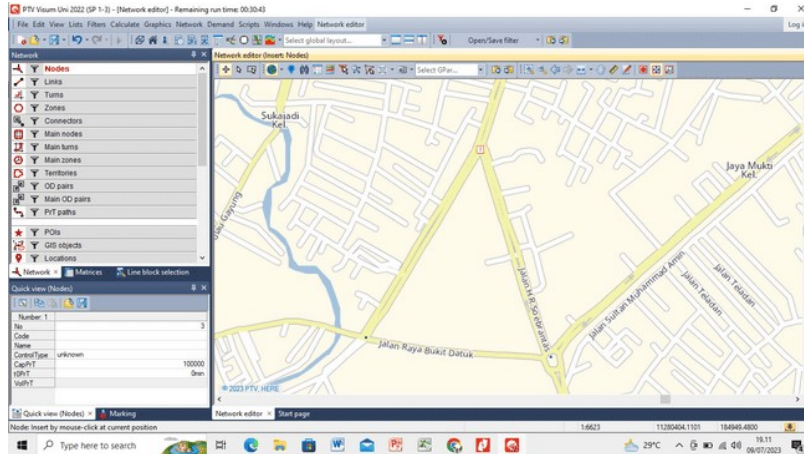 PTV Visum Uni 2022 (SP 1-3) - [Network editor] - Remaining run time: 00:30:43
File Edit View Lists Filters Calculate Graphics Network Demand Scripts Windows Help Network editor
Log i
Select global layout...
Open/Save filter
Network
Network editor (Insert: Nodes)
Select GPar...
Nodes
Links
Turns
Zones
Connectors
Main nodes
Main turns
Main zones
Territories
OD pairs
Main OD pairs
PrT paths
POIs
GIS objects
Locations
Network Matrices Line block selection
Quick view (Nodes)
Number: 1
No 3
Code
Name
ControlType unknown
CapPrT 100000
t0PrT 0min
VolPrT
Quick view (Nodes) Marking
Sukajadi
Kel.
Jaya Mukti
Kel.
Jalan H R Soebrantas
Jalan Sultan Muhammad Amin
Jalan Teladan
Jalan Teladan
Jalan Raya Bukit Datuk
© 2023 PTV, HERE
Network editor Start page
Node: Insert by mouse-click at current position
1:6623
11280404.1101
184949.4800
Type here to search
29°C
19.11
09/07/2023